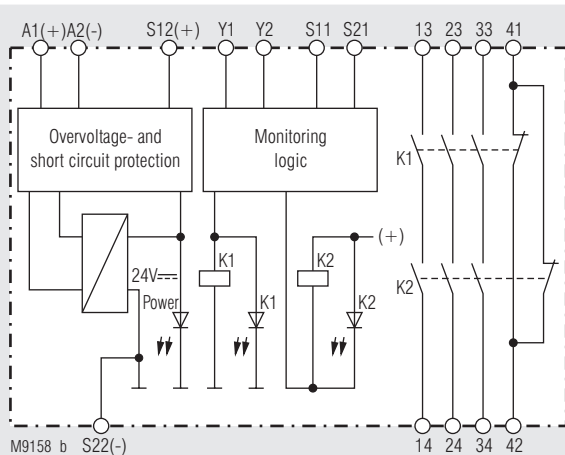 A1(+) A2(-) S12(+) Y1 Y2 S11 S21 13 23 33 41
Overvoltage- and
short circuit protection
Monitoring
logic
K1
(+)
24V
K1
K2
Power
K1
K2
K2
M9158 b S22(-) 14 24 34 42